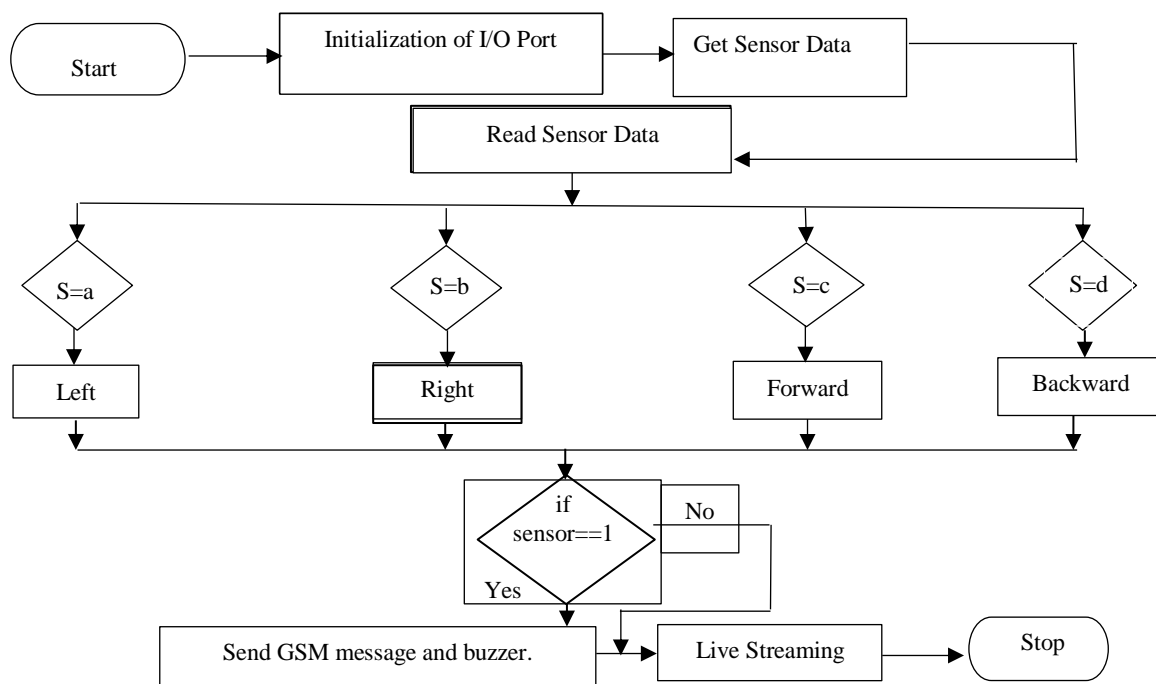 Start
Initialization of I/O Port
Get Sensor Data
Read Sensor Data
S=a
S=b
S=c
S=d
Left
Right
Forward
Backward
if
sensor==1
No
Yes
Send GSM message and buzzer.
Live Streaming
Stop